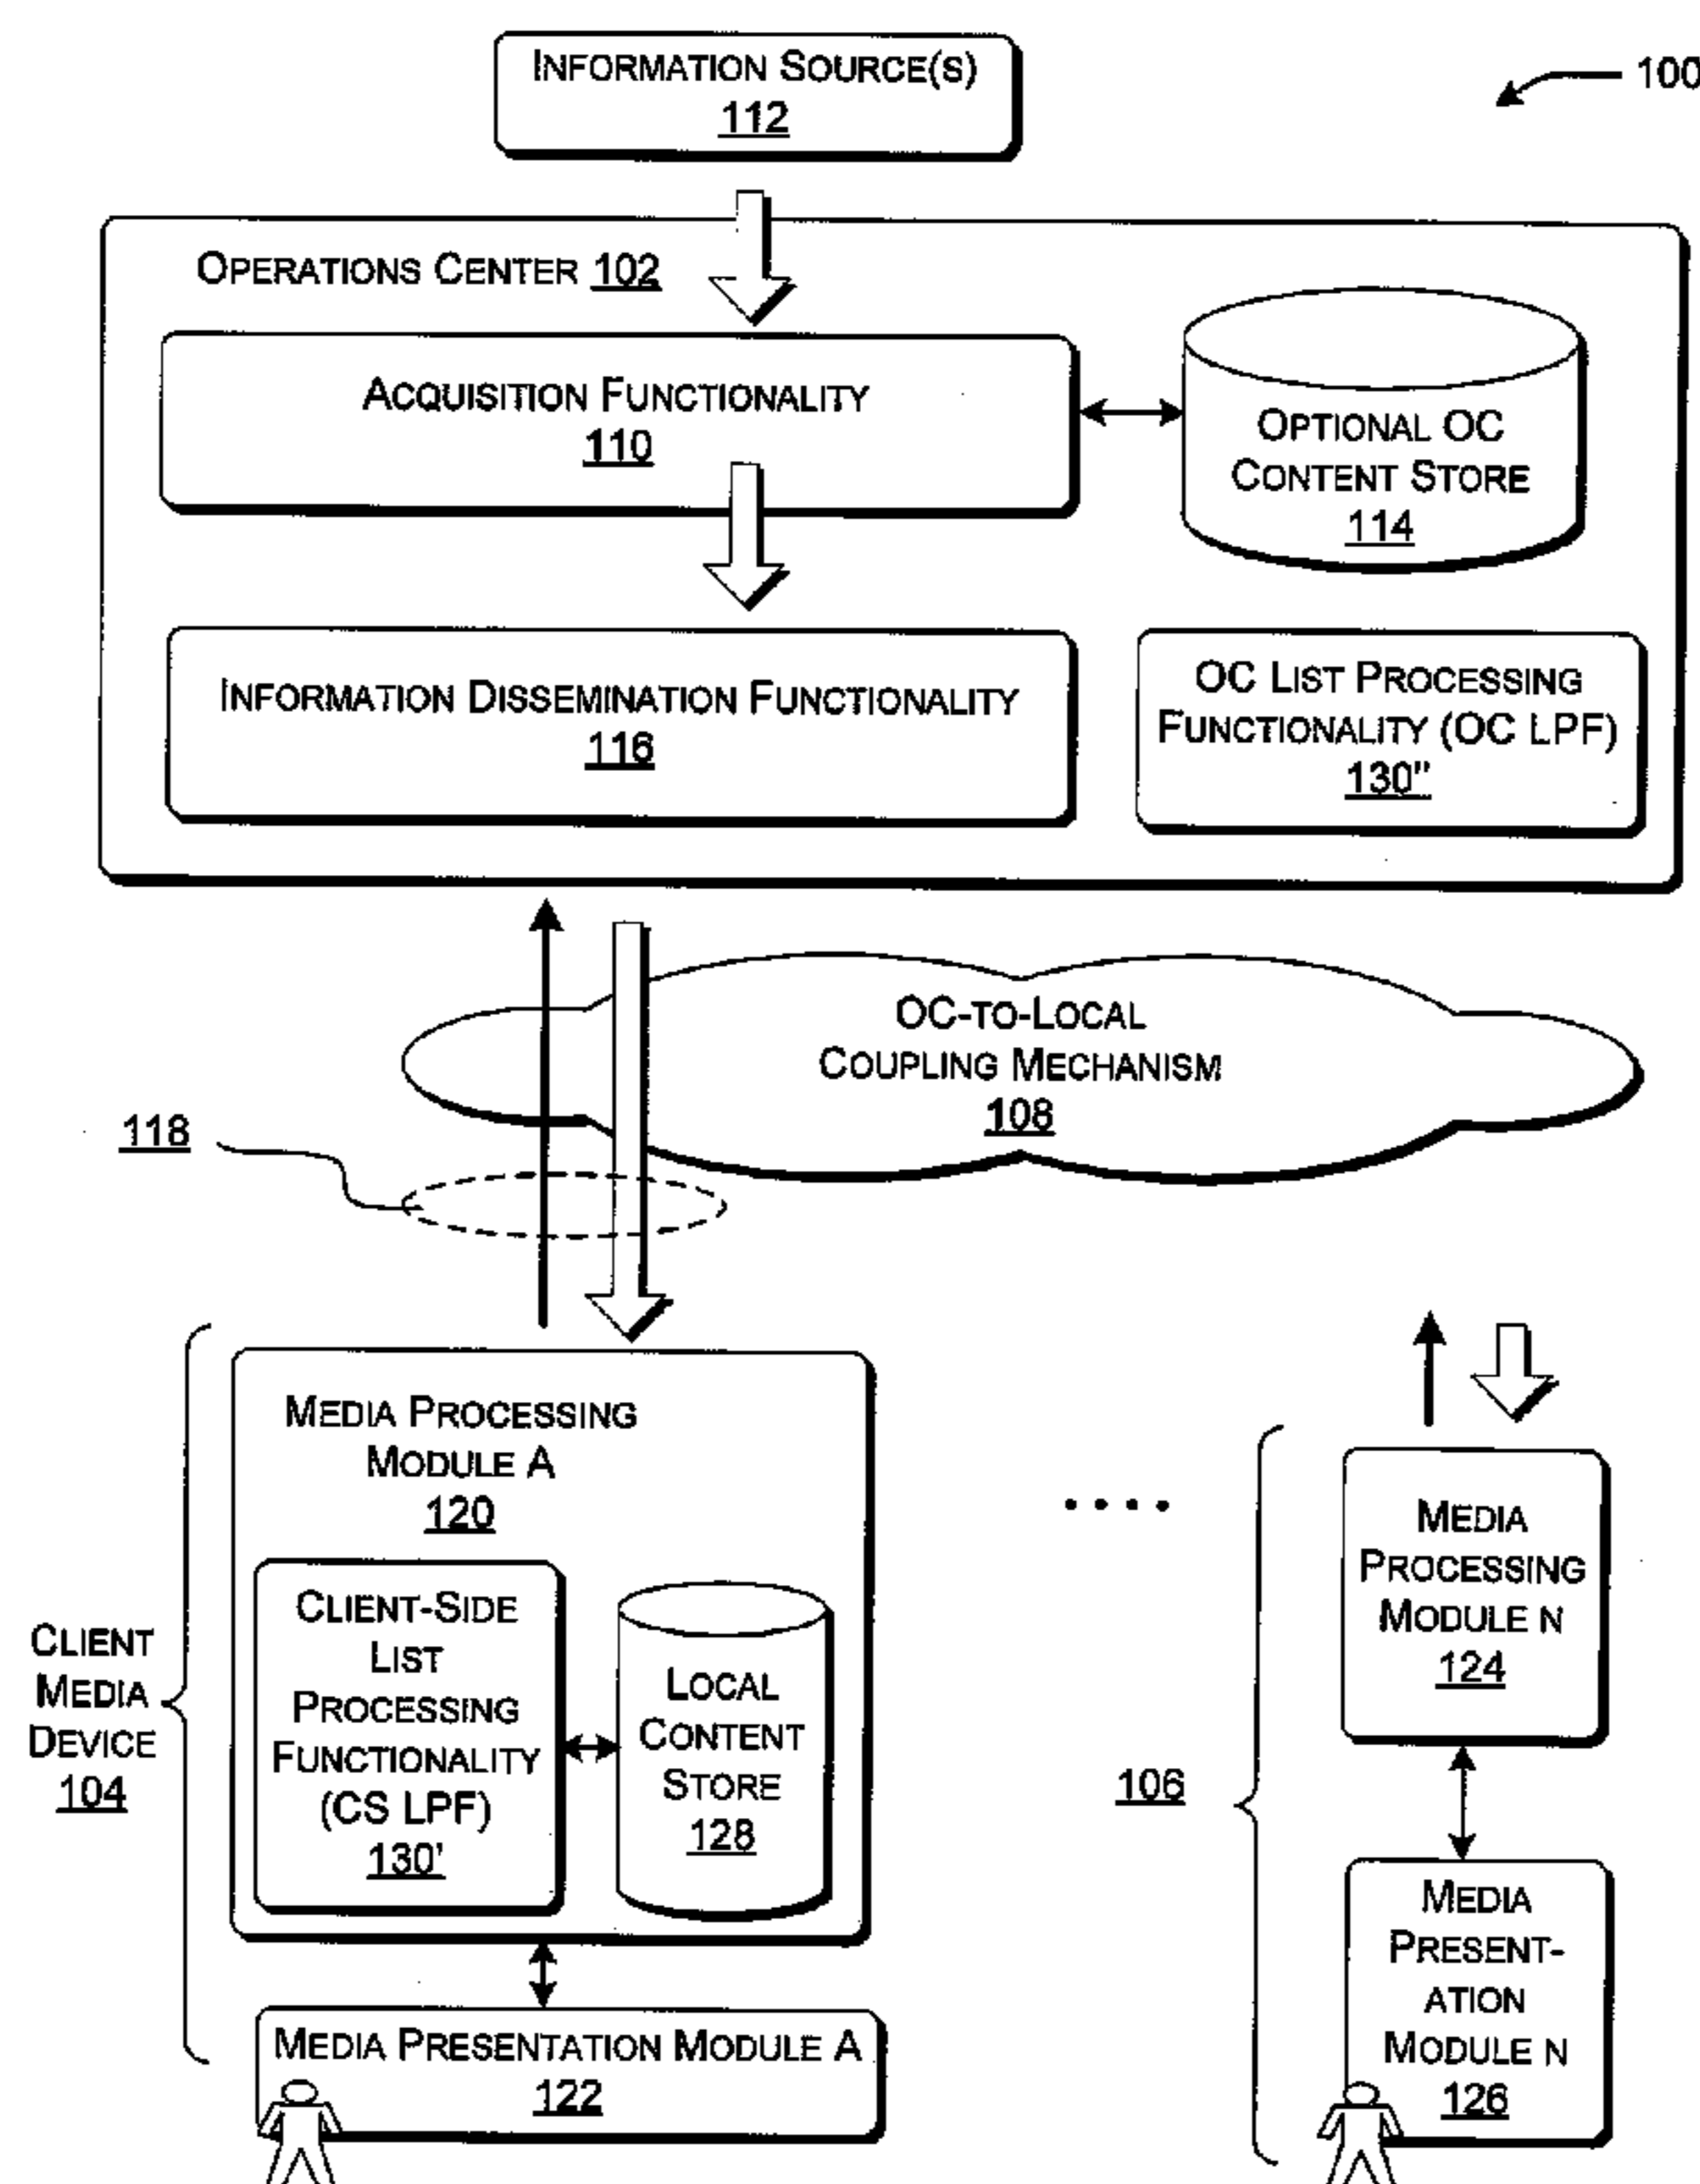 INFORMATION SOURCE(S)
112
100
OPERATIONS CENTER 102
ACQUISITION FUNCTIONALITY
110
OPTIONAL OC
CONTENT STORE
114
INFORMATION DISSEMINATION FUNCTIONALITY
116
OC LIST PROCESSING
FUNCTIONALITY (OC LPF)
130"
OC-TO-LOCAL
COUPLING MECHANISM
108
118
MEDIA PROCESSING
MODULE A
120
CLIENT-SIDE
LIST
PROCESSING
FUNCTIONALITY
(CS LPF)
130'
LOCAL
CONTENT
STORE
128
CLIENT
MEDIA
DEVICE
104
MEDIA PRESENTATION MODULE A
122
106
MEDIA
PROCESSING
MODULE N
124
MEDIA
PRESENT-
ATION
MODULE N
126